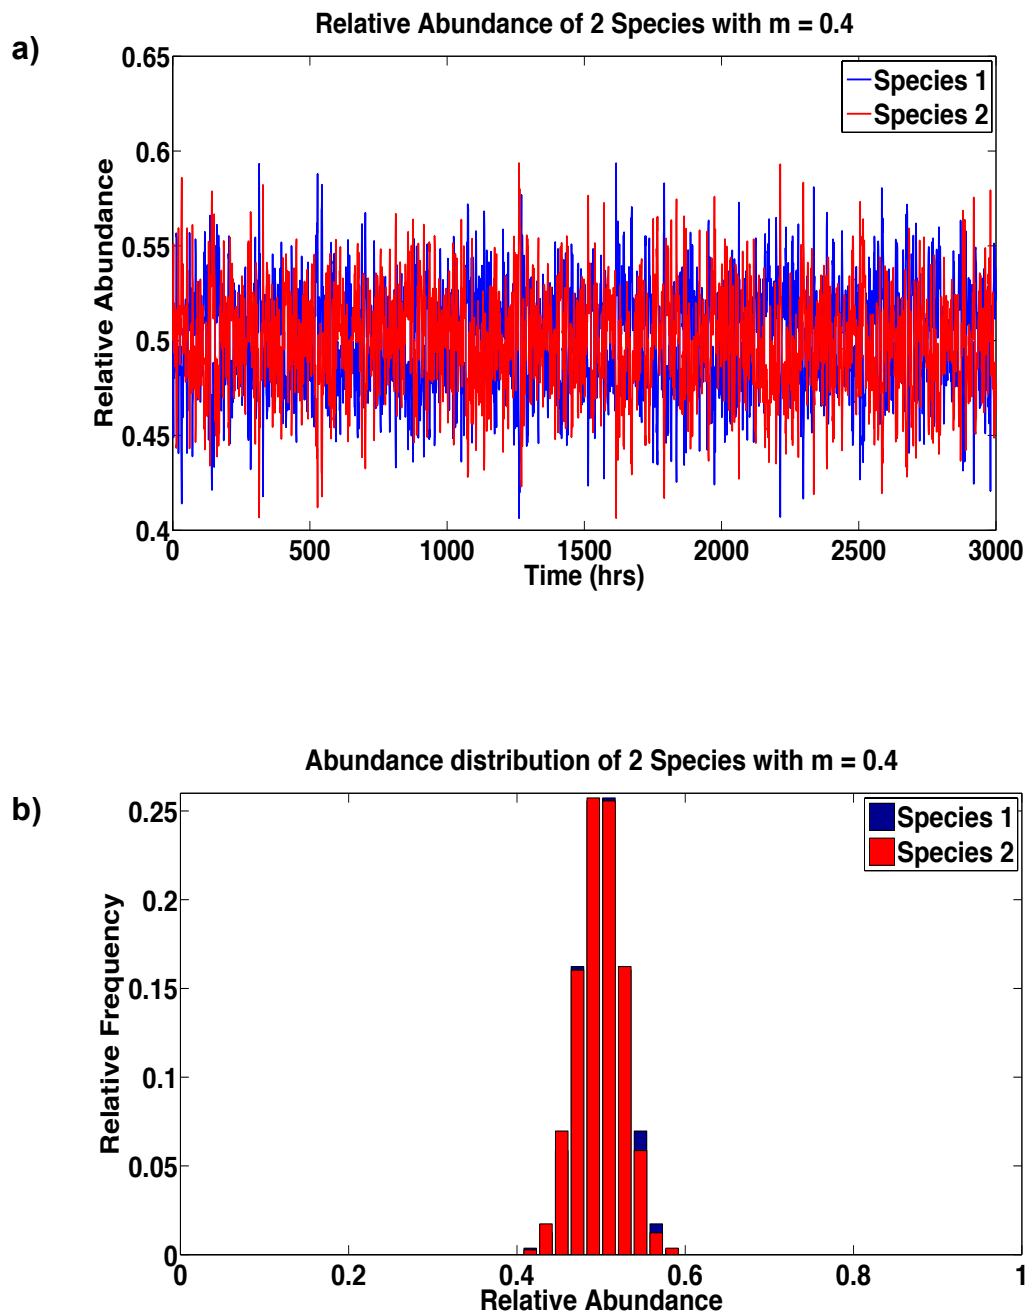 a)
Relative Abundance of 2 Species with m = 0.4
Relative Abundance
0.65
0.6
0.55
0.5
0.45
0.4
Species 1
Species 2
0 500 1000 1500 2000 2500 3000
Time (hrs)
b)
Abundance distribution of 2 Species with m = 0.4
Relative Frequency
0.25
0.2
0.15
0.1
0.05
0
Species 1
Species 2
0 0.2 0.4 0.6 0.8 1
Relative Abundance